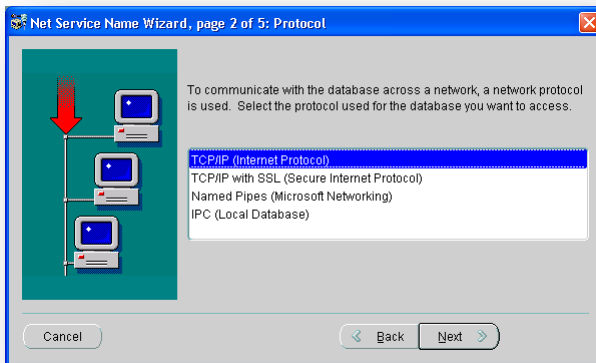 Net Service Name Wizard, page 2 of 5: Protocol
To communicate with the database across a network, a network protocol
is used. Select the protocol used for the database you want to access.
TCP/IP (Internet Protocol)
TCP/IP with SSL (Secure Internet Protocol)
Named Pipes (Microsoft Networking)
IPC (Local Database)
Cancel
Back
Next